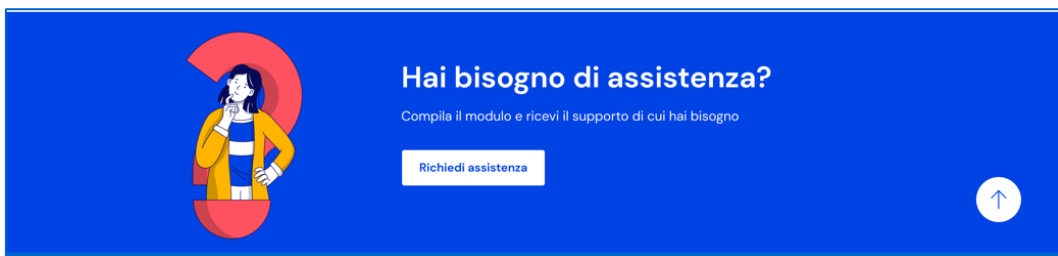 Hai bisogno di assistenza?
Compila il modulo e ricevi il supporto di cui hai bisogno
Richiedi assistenza